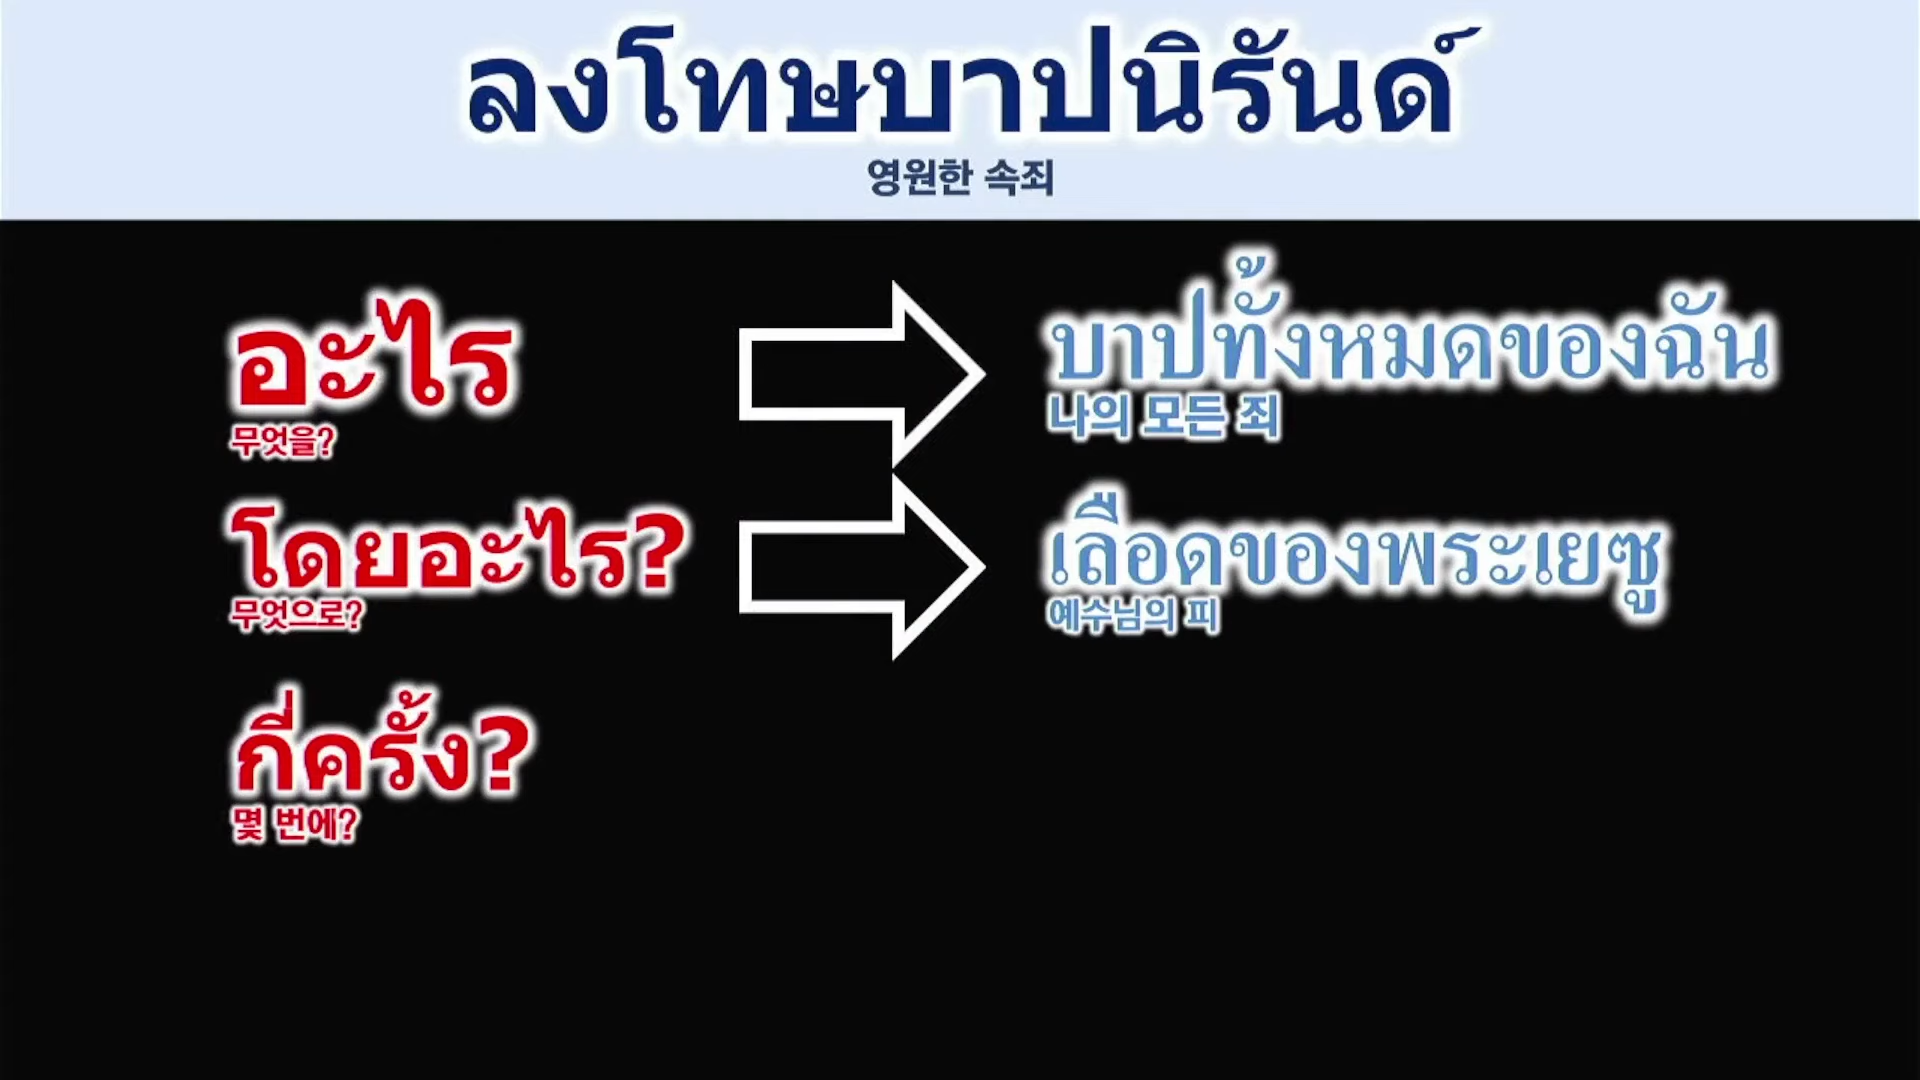 ลงโทษบาปนิรันด์
영원한 속죄
อะไร
무엇을?
บาปทั้งหมดของฉัน
나의 모든 죄
โดยอะไร?
무엇으로?
เลือดของพระเยซู
예수님의 피
กี่ครั้ง?
몇 번에?